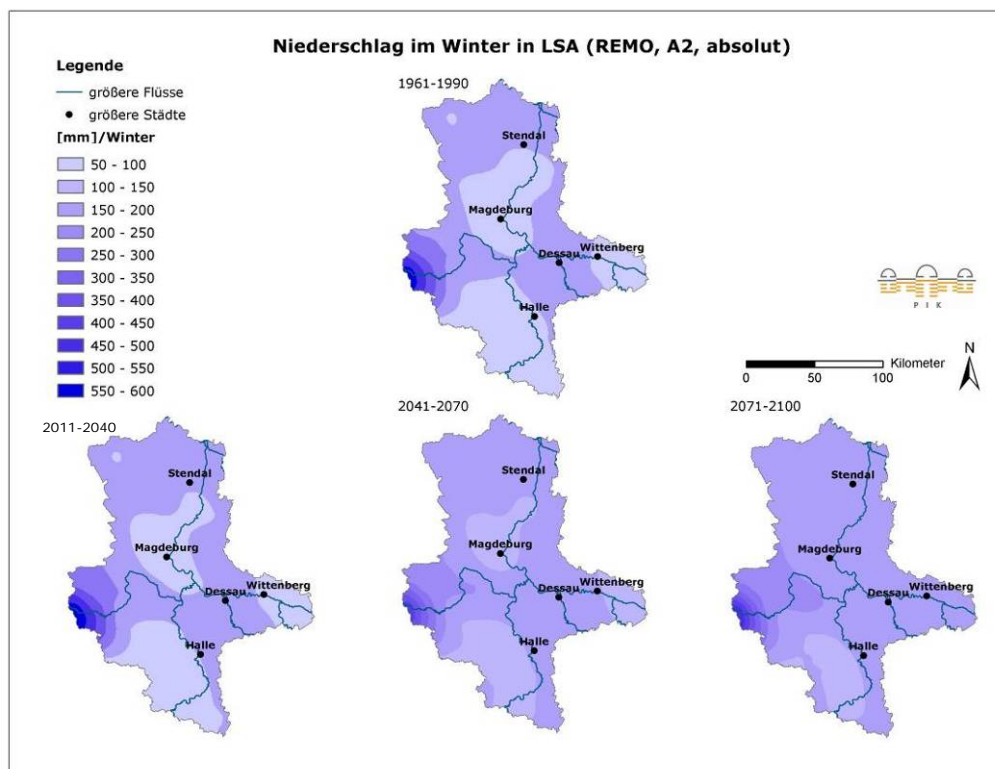 Niederschlag im Winter in LSA (REMO, A2, absolut)
Legende
größere Flüsse
größere Städte
[mm]/Winter
50 - 100
100 - 150
150 - 200
200 - 250
250 - 300
300 - 350
350 - 400
400 - 450
450 - 500
500 - 550
550 - 600
1961-1990
Stendal
Magdeburg
Dessau
Wittenberg
Halle
P I K
N
Kilometer
0 50 100
2011-2040
Stendal
Magdeburg
Dessau
Wittenberg
Halle
2041-2070
Stendal
Magdeburg
Dessau
Wittenberg
Halle
2071-2100
Stendal
Magdeburg
Dessau
Wittenberg
Halle